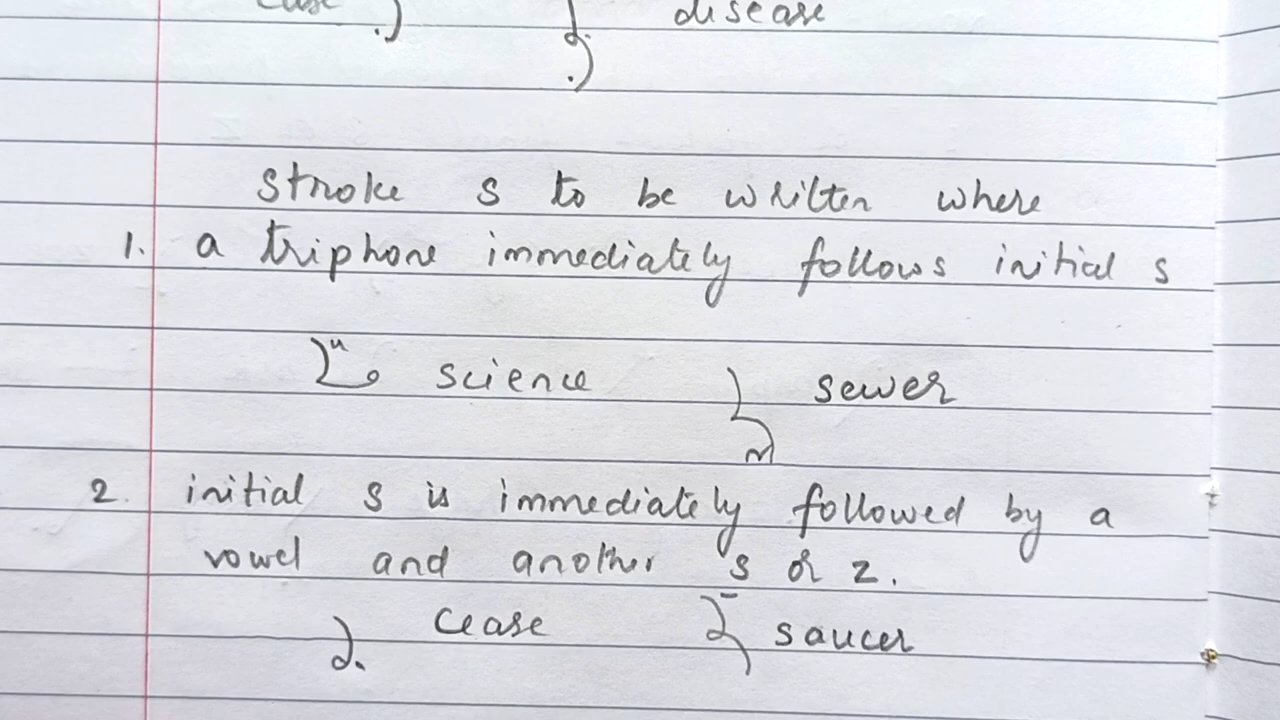 disease
stroke s to be written where
1. a triphone immediately follows initial s
science sewer
2. initial s is immediately followed by a
vowel and another s or z.
cease saucer